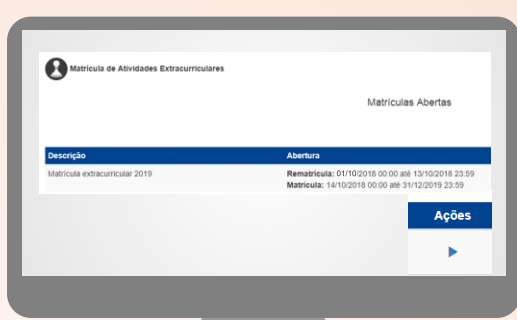 Matrícula de Atividades Extracurriculares
Matrículas Abertas
Descrição Abertura
Matrícula extracurricular 2019 Rematrícula: 01/10/2018 00:00 até 13/10/2018 23:59
Matrícula: 14/10/2018 00:00 até 31/12/2019 23:59
Ações